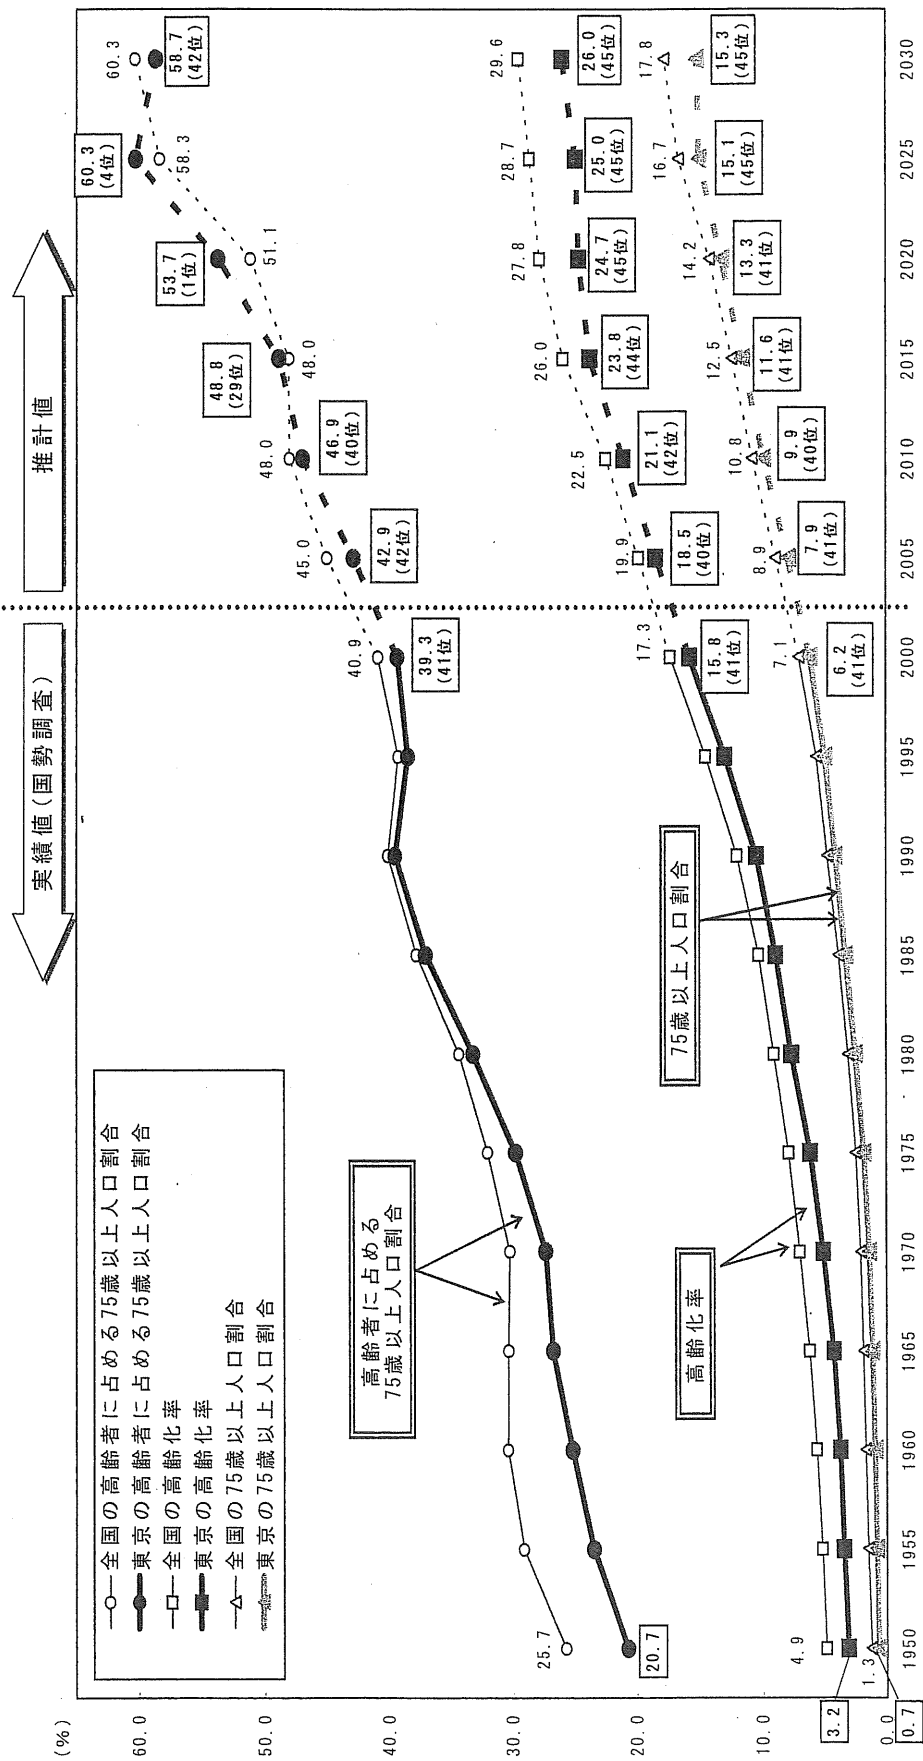 実績値(国勢調査)
推計値
(%)
60.0
50.0
40.0
30.0
20.0
10.0
0.0
全国の高齢者に占める75歳以上人口割合
東京の高齢者に占める75歳以上人口割合
全国の高齢化率
東京の高齢化率
全国の75歳以上人口割合
東京の75歳以上人口割合
高齢者に占める
75歳以上人口割合
高齢化率
75歳以上人口割合
25.7
40.9
45.0
48.0
48.0
51.1
58.3
60.3
20.7
39.3
(41位)
42.9
(42位)
46.9
(40位)
48.8
(29位)
53.7
(1位)
60.3
(4位)
58.7
(42位)
4.9
17.3
19.9
22.5
26.0
27.8
28.7
29.6
3.2
15.8
(41位)
18.5
(40位)
21.1
(42位)
23.8
(44位)
24.7
(45位)
25.0
(45位)
26.0
(45位)
1.3
7.1
8.9
10.8
12.5
14.2
16.7
17.8
0.7
6.2
(41位)
7.9
(41位)
9.9
(40位)
11.6
(41位)
13.3
(41位)
15.1
(45位)
15.3
(45位)
1950
1955
1960
1965
1970
1975
1980
1985
1990
1995
2000
2005
2010
2015
2020
2025
2030